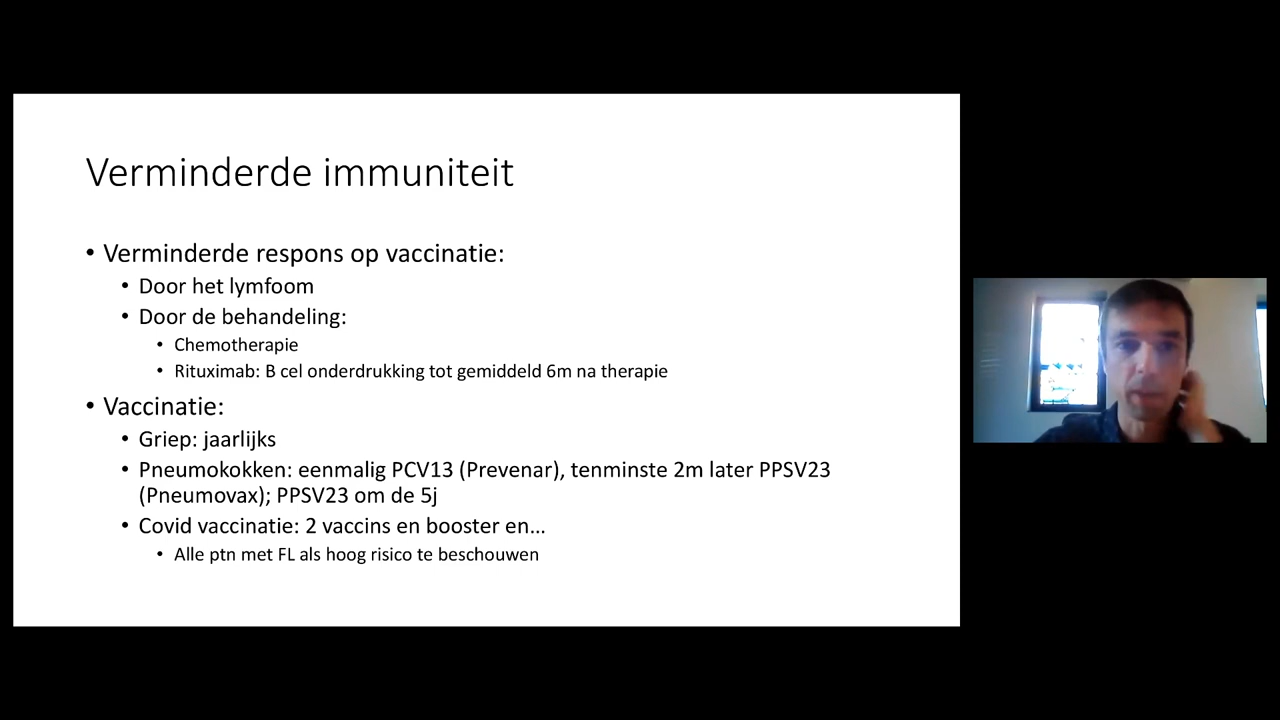 Verminderde immuniteit
• Verminderde respons op vaccinatie:
• Door het lymfoom
• Door de behandeling:
• Chemotherapie
• Rituximab: B cel onderdrukking tot gemiddeld 6m na therapie
• Vaccinatie:
• Griep: jaarlijks
• Pneumokokken: eenmalig PCV13 (Prevenar), tenminste 2m later PPSV23
(Pneumovax); PPSV23 om de 5j
• Covid vaccinatie: 2 vaccins en booster en…
• Alle ptn met FL als hoog risico te beschouwen